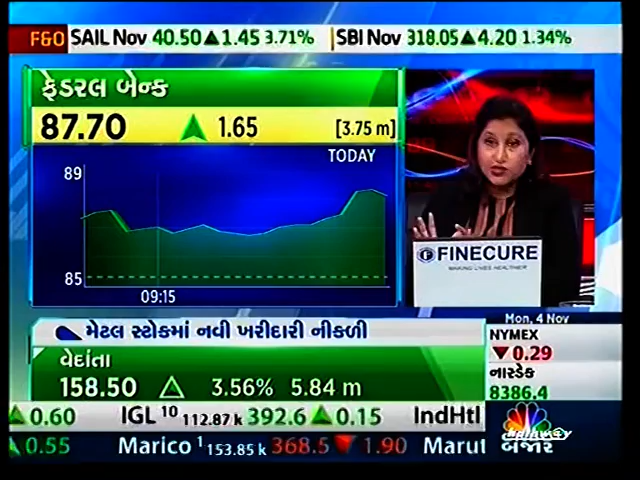 F&O SAIL Nov 40.50 ▲ 1.45 3.71% SBI Nov 318.05 ▲ 4.20 1.34%
ફેડરલ બેન્ક
87.70 ▲ 1.65 [3.75 m]
TODAY
89
85
09:15
FINECURE
MAKING LIVES HEALTHIER
Mon, 4 Nov
મેટલ સ્ટોકમાં નવી ખરીદારી નીકળી
વેદાંતા
158.50 △ 3.56% 5.84 m
NYMEX
▼ 0.29
નાસ્ડેક
8386.4
▲ 0.60 IGL 10 112.87 k 392.6 ▲ 0.15 IndHtl
▲ 0.55 Marico 1 153.85 k 368.5 ▼ 1.90 Marut
બજાર